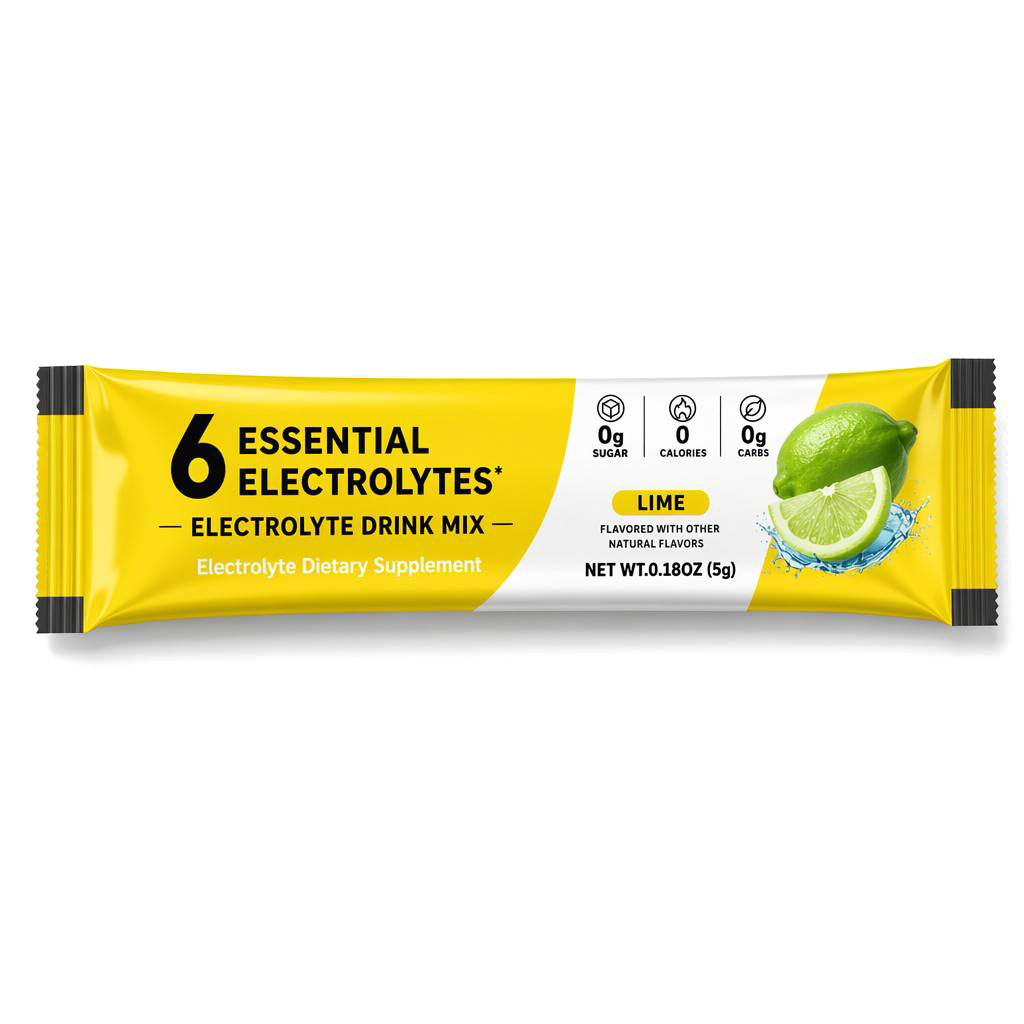 6 ESSENTIAL
ELECTROLYTES*
— ELECTROLYTE DRINK MIX —
Electrolyte Dietary Supplement
0g
SUGAR
0
CALORIES
0g
CARBS
LIME
FLAVORED WITH OTHER
NATURAL FLAVORS
NET WT.0.18OZ (5g)